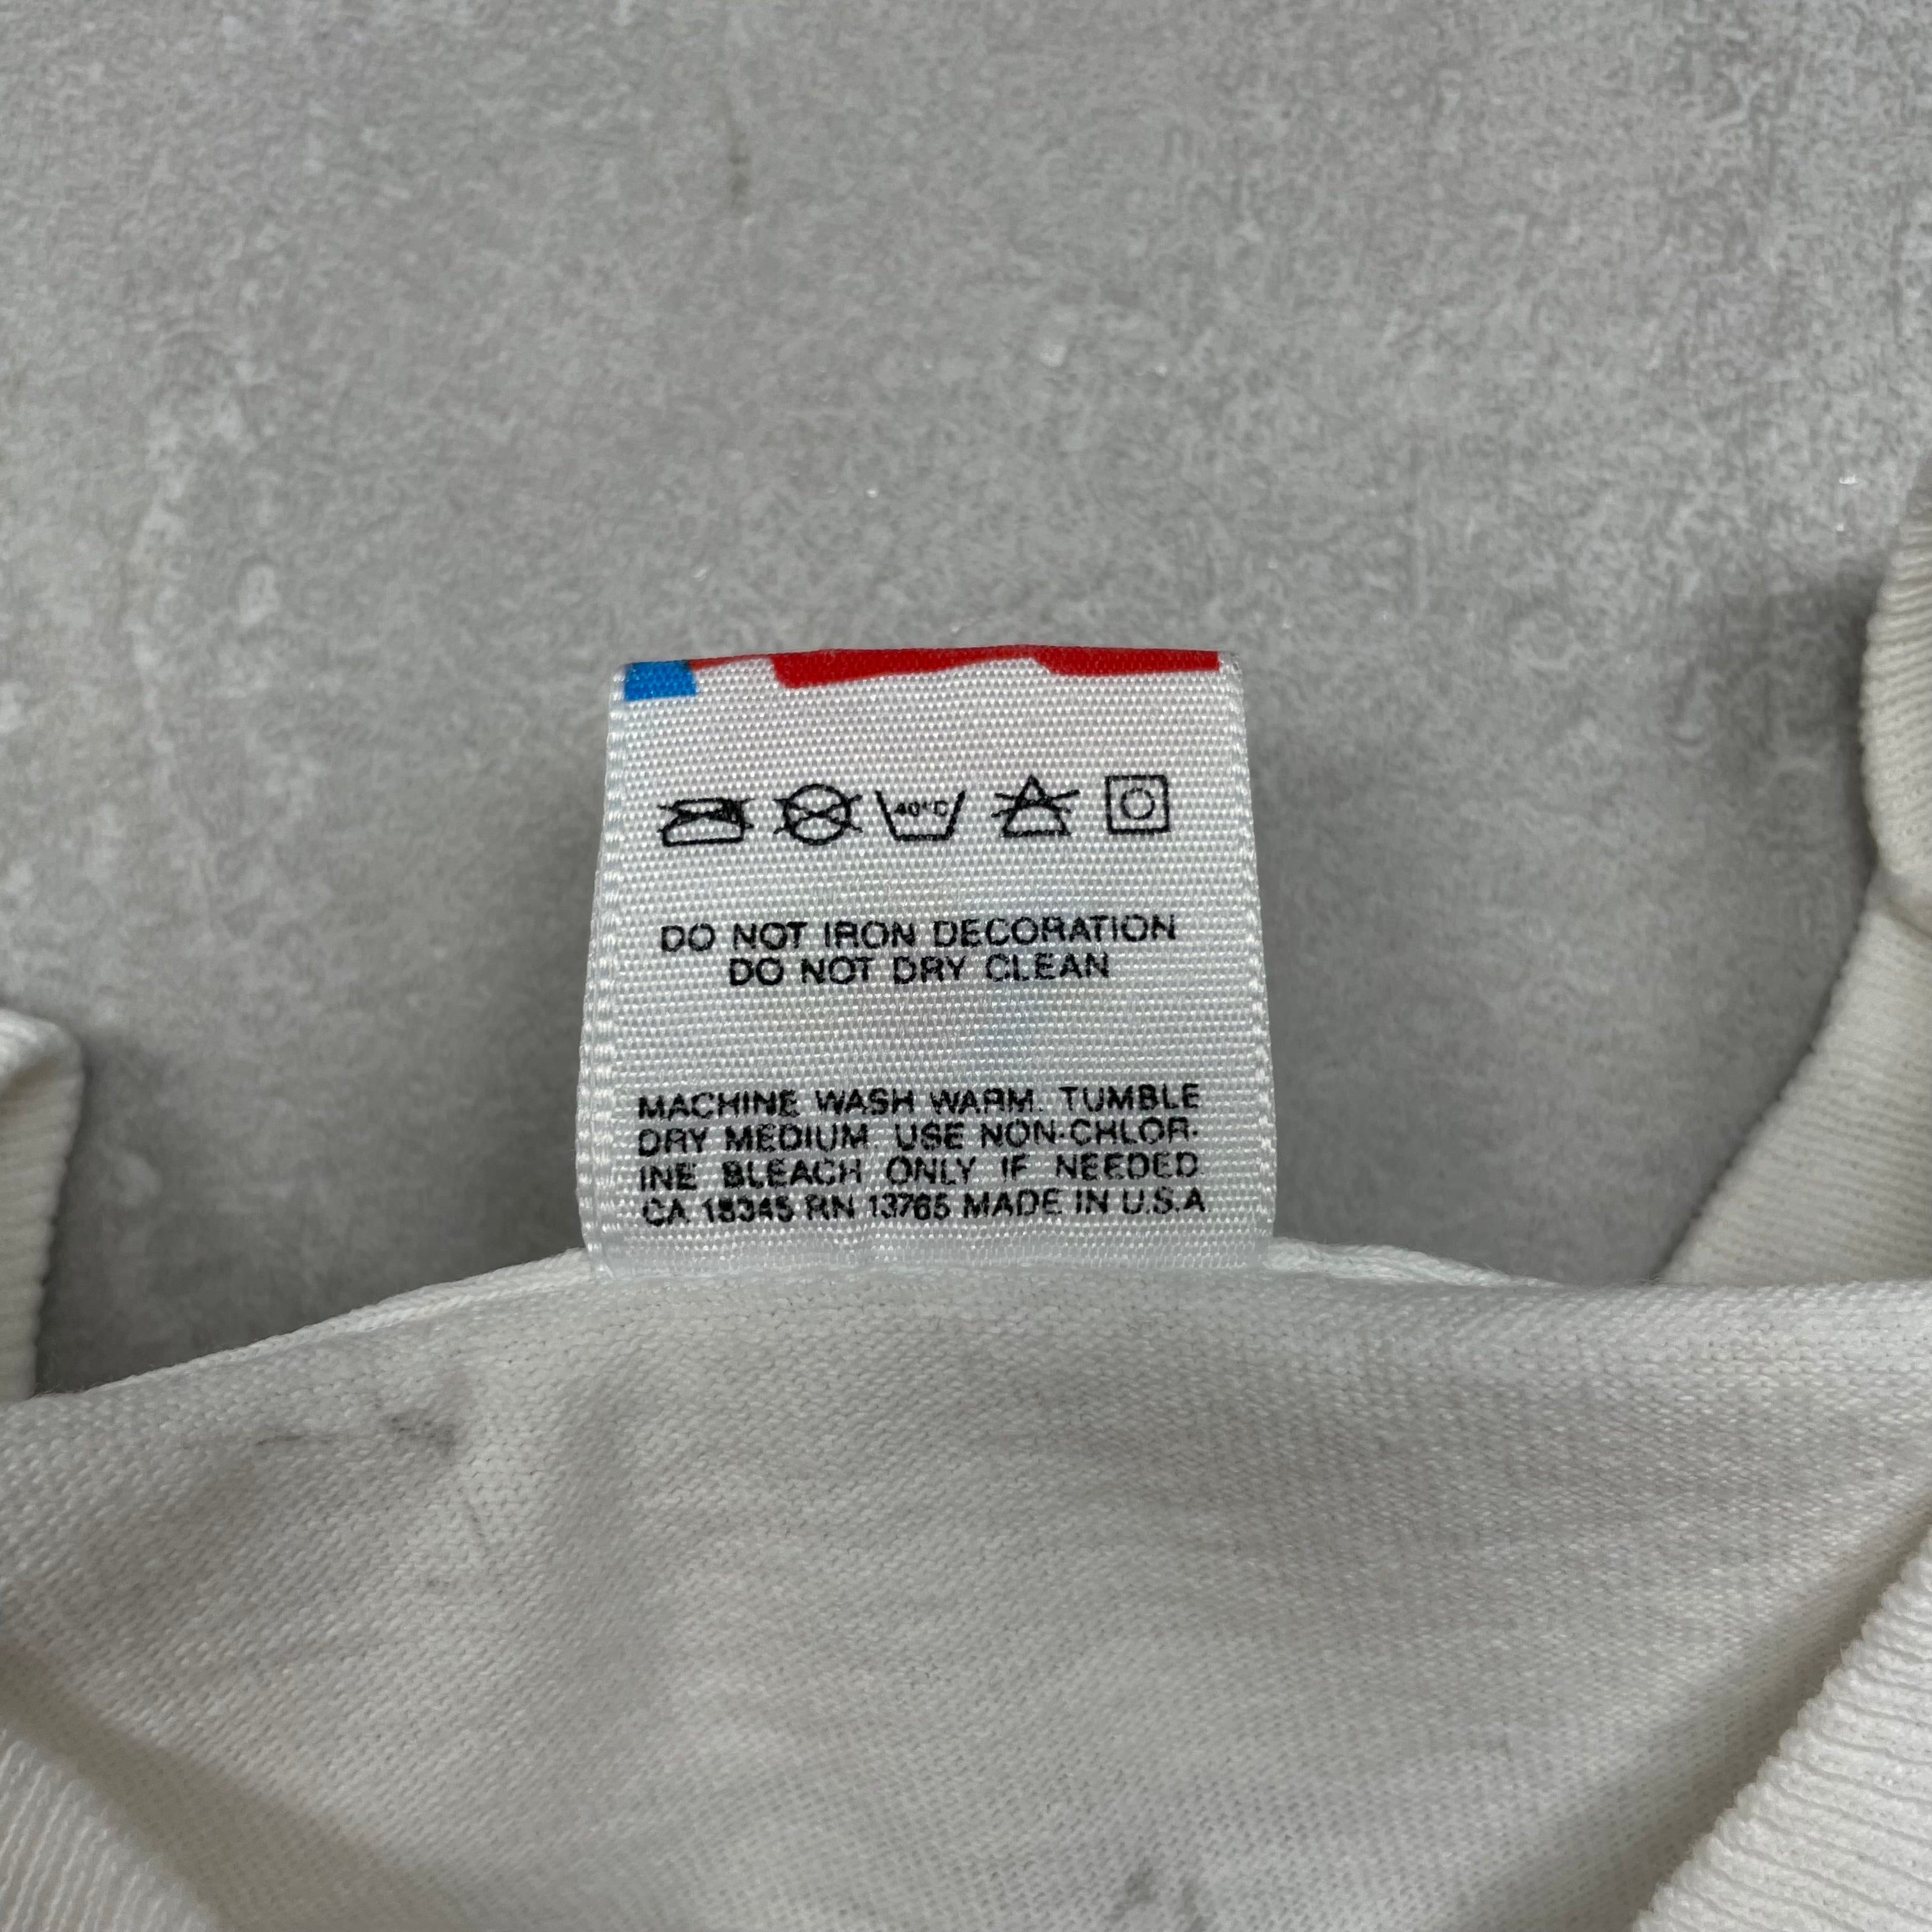 40°C
DO NOT IRON DECORATION
DO NOT DRY CLEAN
MACHINE WASH WARM. TUMBLE
DRY MEDIUM. USE NON-CHLOR-
INE BLEACH ONLY IF NEEDED
CA 18345 RN 13765 MADE IN U.S.A